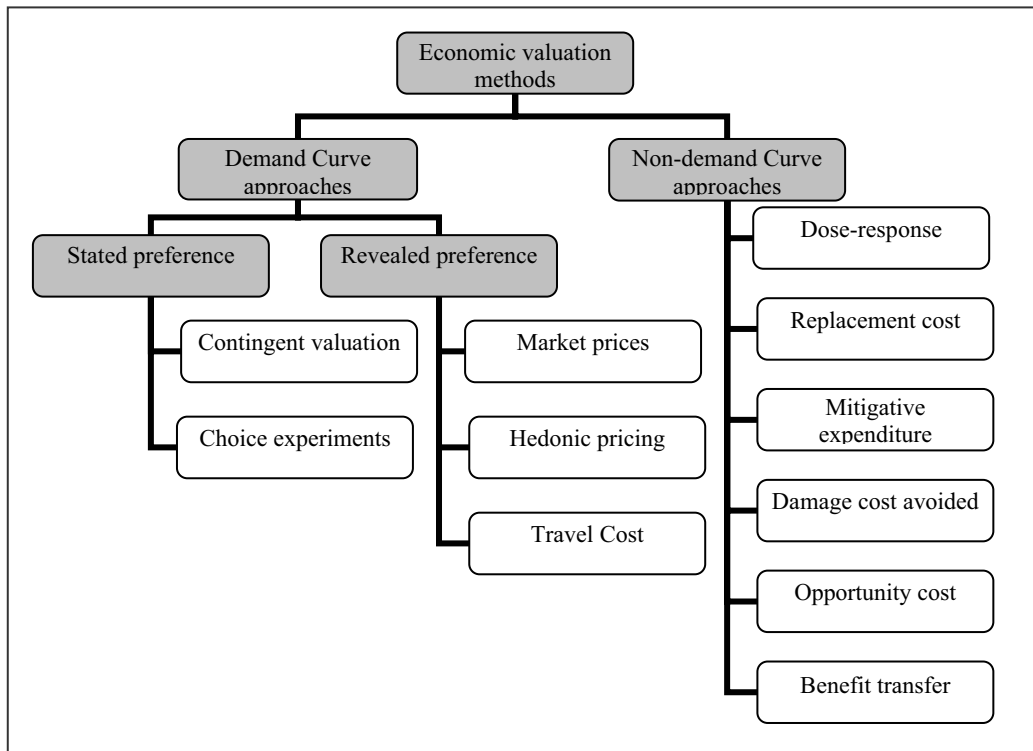 Economic valuation
methods
Demand Curve
approaches
Non-demand Curve
approaches
Stated preference
Revealed preference
Contingent valuation
Choice experiments
Market prices
Hedonic pricing
Travel Cost
Dose-response
Replacement cost
Mitigative
expenditure
Damage cost avoided
Opportunity cost
Benefit transfer